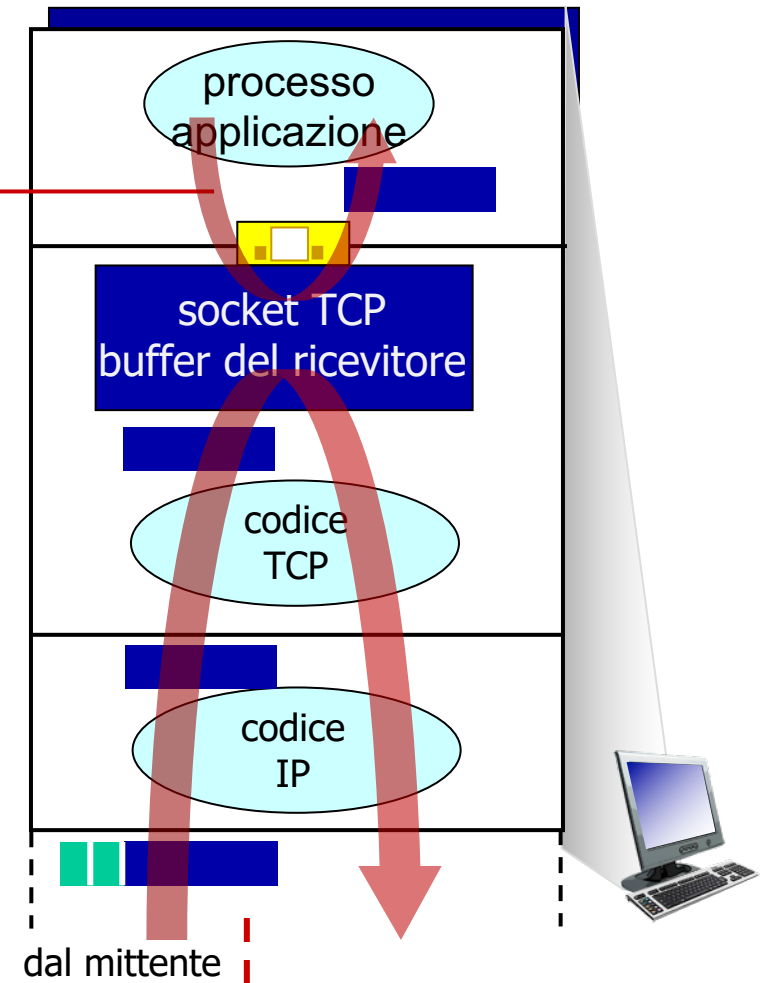 processo
applicazione
socket TCP
buffer del ricevitore
codice
TCP
codice
IP
dal mittente